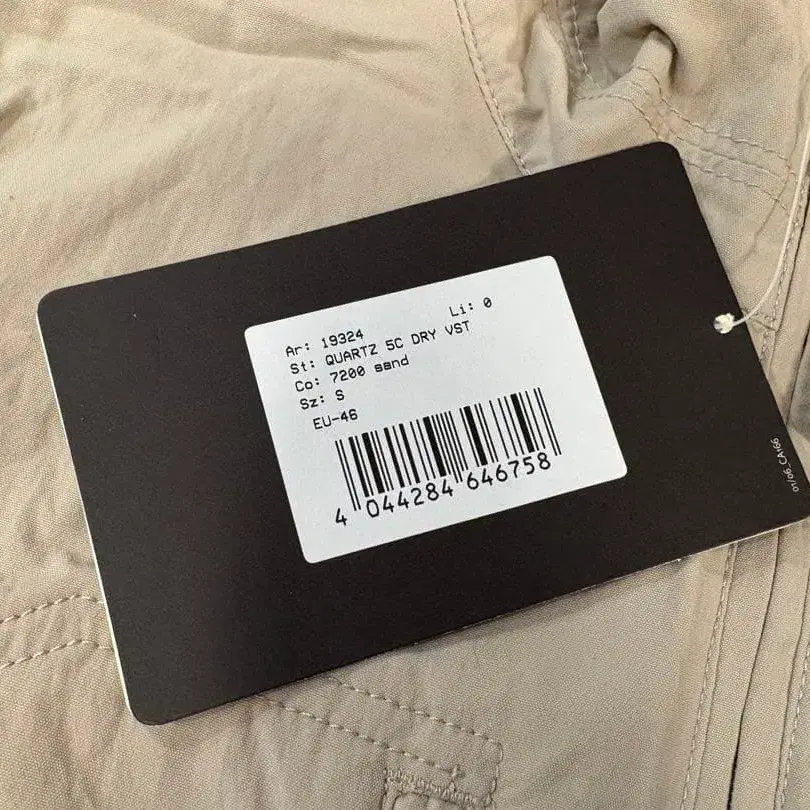 Ar: 19324 Li: 0
St: QUARTZ 5C DRY VST
Co: 7200 sand
Sz: S
EU-46
4 044284 646758
01/06_CA166